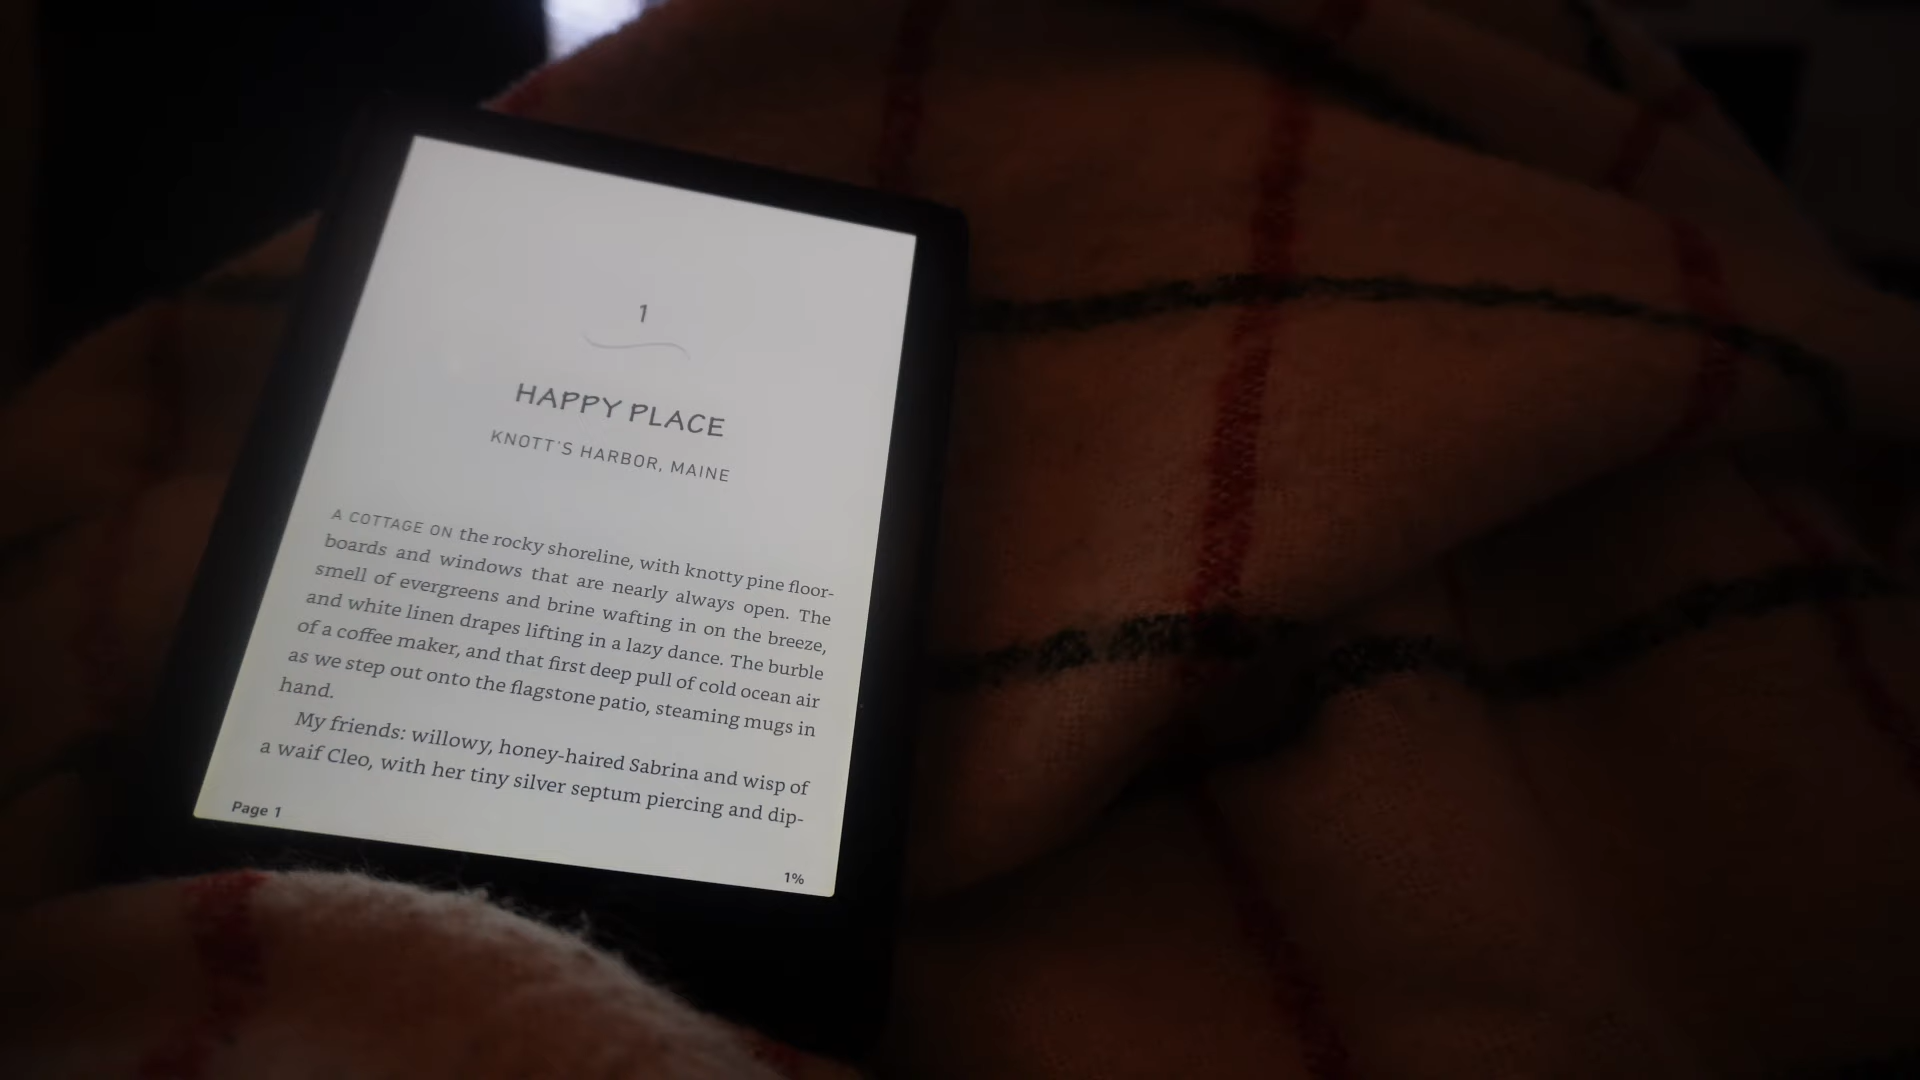 1
HAPPY PLACE
KNOTT'S HARBOR, MAINE
A COTTAGE ON the rocky shoreline, with knotty pine floor-
boards and windows that are nearly always open. The
smell of evergreens and brine wafting in on the breeze,
and white linen drapes lifting in a lazy dance. The burble
of a coffee maker, and that first deep pull of cold ocean air
as we step out onto the flagstone patio, steaming mugs in
hand.
My friends: willowy, honey-haired Sabrina and wisp of
a waif Cleo, with her tiny silver septum piercing and dip-
Page 1
1%